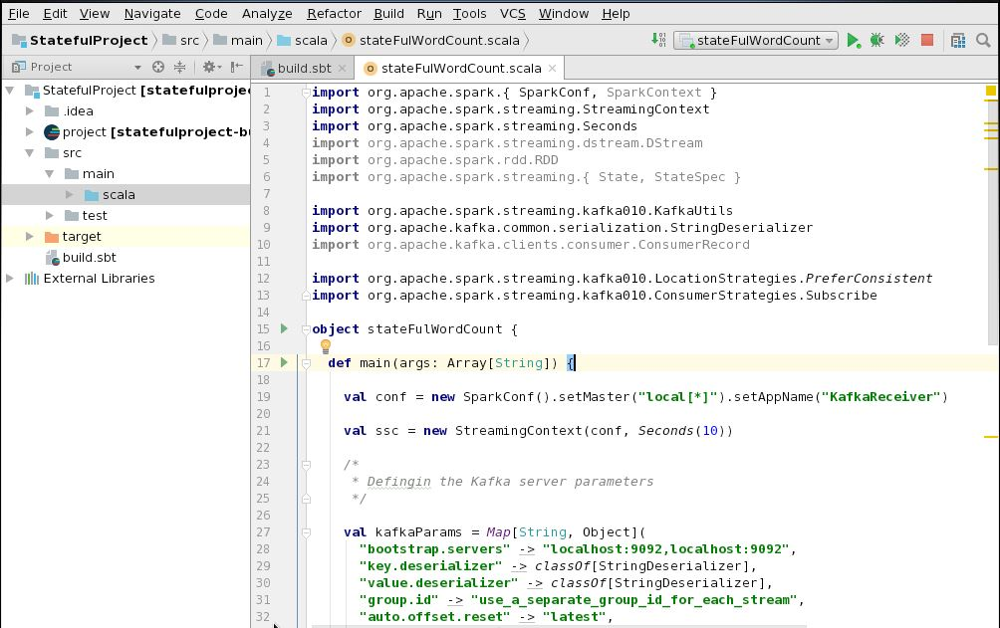 File Edit View Navigate Code Analyze Refactor Build Run Tools VCS Window Help
StatefulProject src main scala stateFulWordCount.scala stateFulWordCount
Project build.sbt stateFulWordCount.scala
StatefulProject [statefulproje
.idea
project [statefulproject-bu
src
main
scala
test
target
build.sbt
External Libraries
1 import org.apache.spark.{ SparkConf, SparkContext }
2 import org.apache.spark.streaming.StreamingContext
3 import org.apache.spark.streaming.Seconds
4 import org.apache.spark.streaming.dstream.DStream
5 import org.apache.spark.rdd.RDD
6 import org.apache.spark.streaming.{ State, StateSpec }
7
8 import org.apache.spark.streaming.kafka010.KafkaUtils
9 import org.apache.kafka.common.serialization.StringDeserializer
10 import org.apache.kafka.clients.consumer.ConsumerRecord
11
12 import org.apache.spark.streaming.kafka010.LocationStrategies.PreferConsistent
13 import org.apache.spark.streaming.kafka010.ConsumerStrategies.Subscribe
14
15 object stateFulWordCount {
16
17 def main(args: Array[String]) {
18
19 val conf = new SparkConf().setMaster("local[*]").setAppName("KafkaReceiver")
20
21 val ssc = new StreamingContext(conf, Seconds(10))
22
23 /*
24 * Defingin the Kafka server parameters
25 */
26
27 val kafkaParams = Map[String, Object](
28 "bootstrap.servers" -> "localhost:9092,localhost:9092",
29 "key.deserializer" -> classOf[StringDeserializer],
30 "value.deserializer" -> classOf[StringDeserializer],
31 "group.id" -> "use_a_separate_group_id_for_each_stream",
32 "auto.offset.reset" -> "latest",